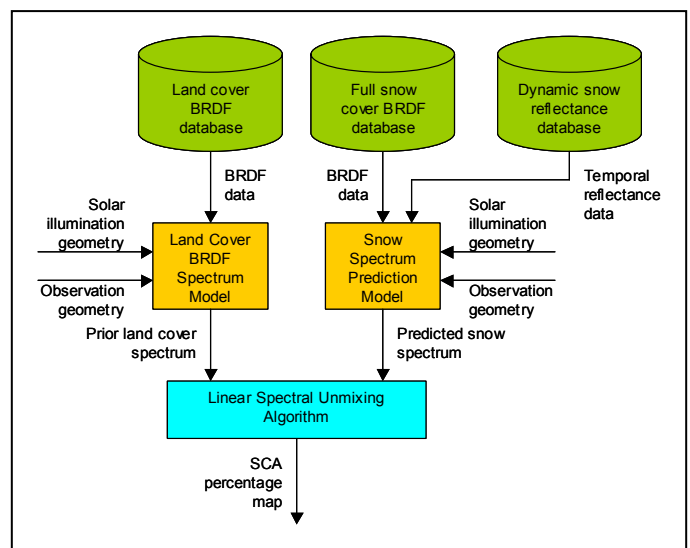 Land cover
BRDF
database
Full snow
cover BRDF
database
Dynamic snow
reflectance
database
BRDF
data
BRDF
data
Temporal
reflectance
data
Solar
illumination
geometry
Observation
geometry
Land Cover
BRDF
Spectrum
Model
Snow
Spectrum
Prediction
Model
Solar
illumination
geometry
Observation
geometry
Prior land cover
spectrum
Predicted snow
spectrum
Linear Spectral Unmixing
Algorithm
SCA
percentage
map